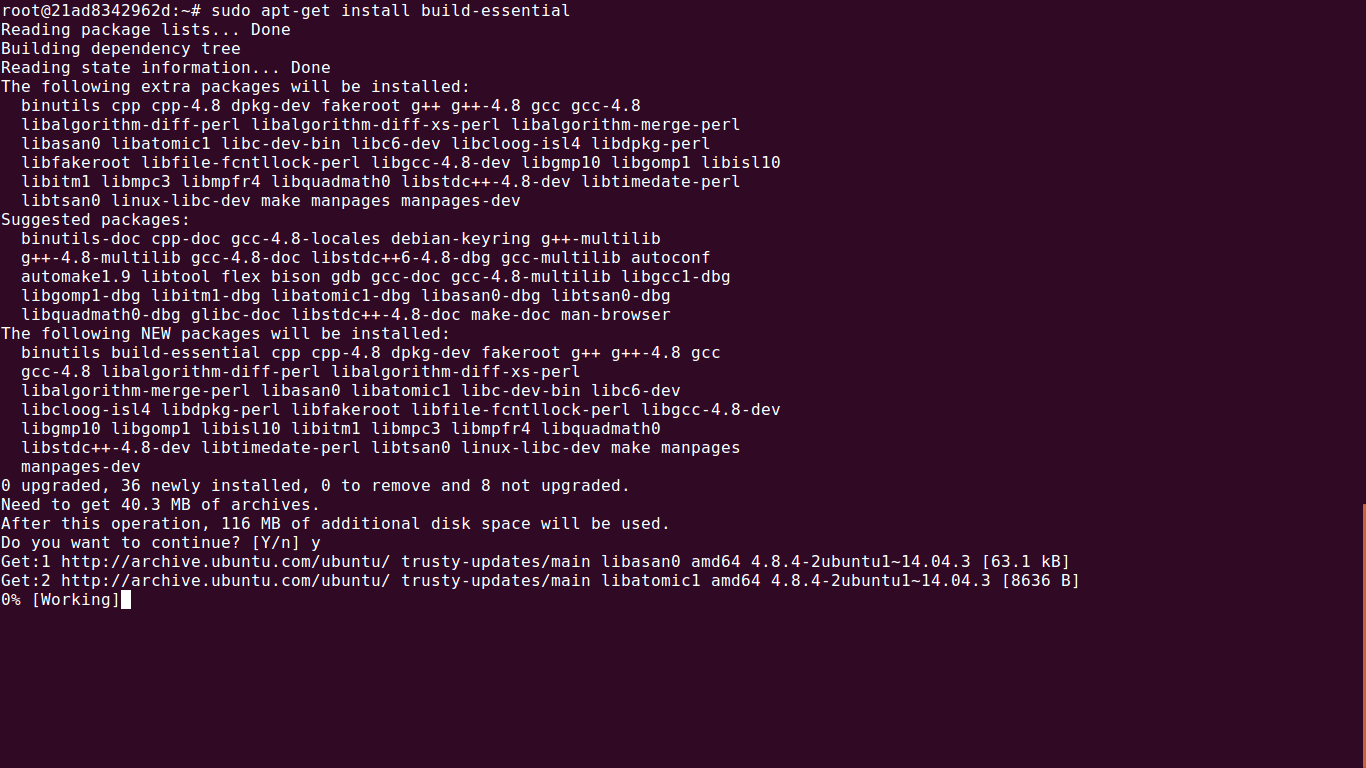 root@21ad8342962d:~# sudo apt-get install build-essential
Reading package lists... Done
Building dependency tree
Reading state information... Done
The following extra packages will be installed:
  binutils cpp cpp-4.8 dpkg-dev fakeroot g++ g++-4.8 gcc gcc-4.8
  libalgorithm-diff-perl libalgorithm-diff-xs-perl libalgorithm-merge-perl
  libasan0 libatomic1 libc-dev-bin libc6-dev libcloog-isl4 libdpkg-perl
  libfakeroot libfile-fcntllock-perl libgcc-4.8-dev libgmp10 libgomp1 libisl10
  libitm1 libmpc3 libmpfr4 libquadmath0 libstdc++-4.8-dev libtimedate-perl
  libtsan0 linux-libc-dev make manpages manpages-dev
Suggested packages:
  binutils-doc cpp-doc gcc-4.8-locales debian-keyring g++-multilib
  g++-4.8-multilib gcc-4.8-doc libstdc++6-4.8-dbg gcc-multilib autoconf
  automake1.9 libtool flex bison gdb gcc-doc gcc-4.8-multilib libgcc1-dbg
  libgomp1-dbg libitm1-dbg libatomic1-dbg libasan0-dbg libtsan0-dbg
  libquadmath0-dbg glibc-doc libstdc++-4.8-doc make-doc man-browser
The following NEW packages will be installed:
  binutils build-essential cpp cpp-4.8 dpkg-dev fakeroot g++ g++-4.8 gcc
  gcc-4.8 libalgorithm-diff-perl libalgorithm-diff-xs-perl
  libalgorithm-merge-perl libasan0 libatomic1 libc-dev-bin libc6-dev
  libcloog-isl4 libdpkg-perl libfakeroot libfile-fcntllock-perl libgcc-4.8-dev
  libgmp10 libgomp1 libisl10 libitm1 libmpc3 libmpfr4 libquadmath0
  libstdc++-4.8-dev libtimedate-perl libtsan0 linux-libc-dev make manpages
  manpages-dev
0 upgraded, 36 newly installed, 0 to remove and 8 not upgraded.
Need to get 40.3 MB of archives.
After this operation, 116 MB of additional disk space will be used.
Do you want to continue? [Y/n] y
Get:1 http://archive.ubuntu.com/ubuntu/ trusty-updates/main libasan0 amd64 4.8.4-2ubuntu1~14.04.3 [63.1 kB]
Get:2 http://archive.ubuntu.com/ubuntu/ trusty-updates/main libatomic1 amd64 4.8.4-2ubuntu1~14.04.3 [8636 B]
0% [Working]